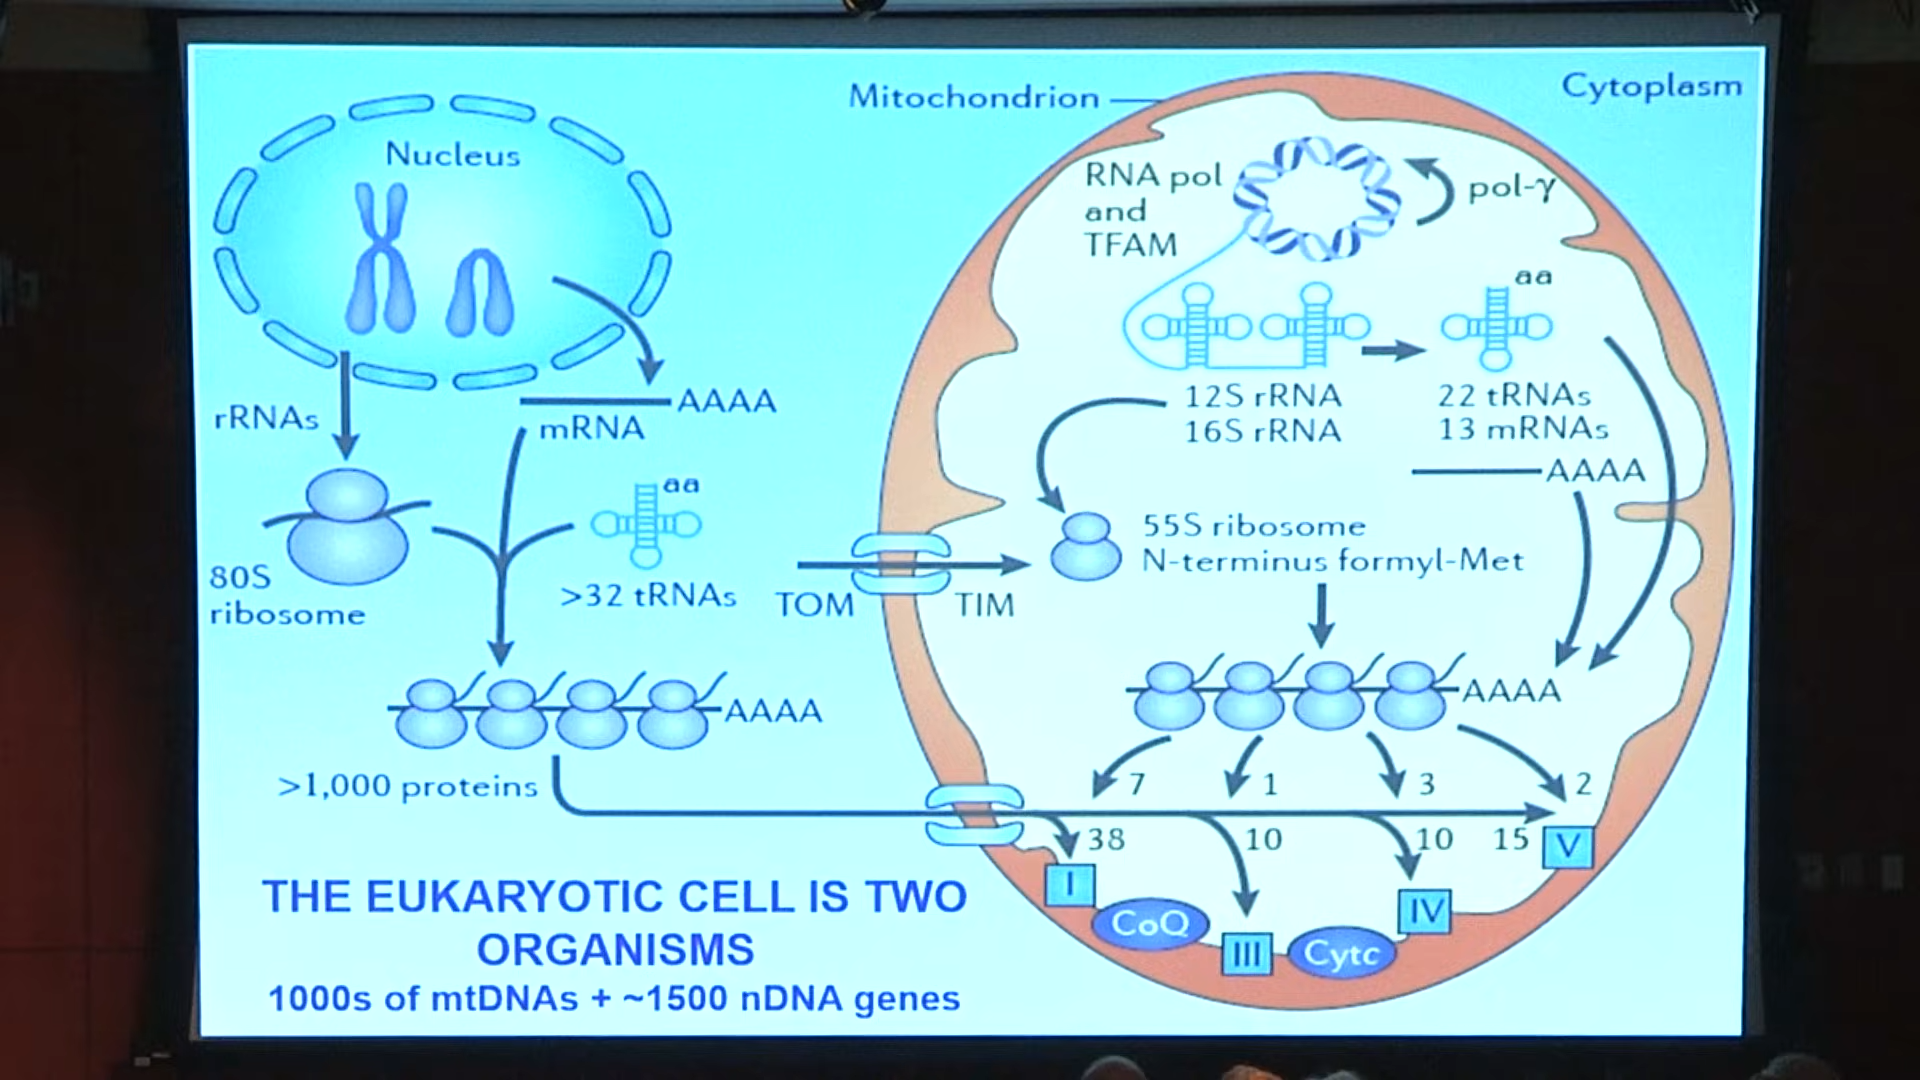 Mitochondrion
Cytoplasm
Nucleus
RNA pol
and
TFAM
pol-γ
aa
rRNAs
AAAA
mRNA
12S rRNA
16S rRNA
22 tRNAs
13 mRNAs
AAAA
aa
80S
ribosome
>32 tRNAs
TOM
TIM
55S ribosome
N-terminus formyl-Met
AAAA
AAAA
>1,000 proteins
7
1
3
2
38
10
10
15
I
CoQ
III
Cytc
IV
V
THE EUKARYOTIC CELL IS TWO
ORGANISMS
1000s of mtDNAs + ~1500 nDNA genes